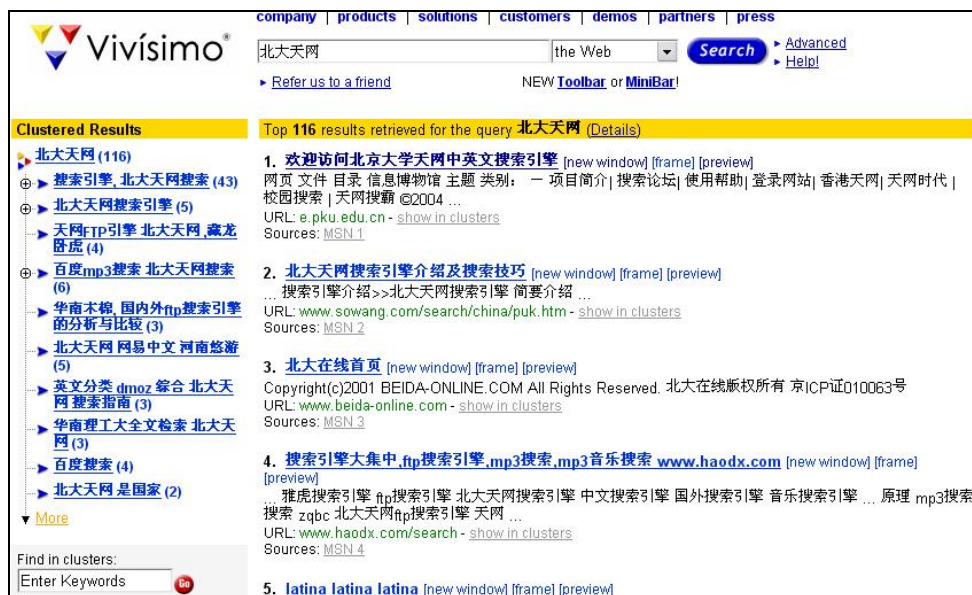 company | products | solutions | customers | demos | partners | press
Vivísimo®
北大天网
the Web
Search
Advanced
Help!
Refer us to a friend
NEW Toolbar or MiniBar!
Clustered Results
北大天网 (116)
搜索引擎, 北大天网搜索 (43)
北大天网搜索引擎 (5)
天网FTP引擎 北大天网 ,藏龙
卧虎 (4)
百度mp3搜索 北大天网搜索
(6)
华南木棉, 国内外ftp搜索引擎
的分析与比较 (3)
北大天网 网易中文 河南悠游
(5)
英文分类 dmoz 综合 北大天
网 搜索指南 (3)
华南理工大全文检索 北大天
网 (3)
百度搜索 (4)
北大天网 是国家 (2)
More
Find in clusters:
Enter Keywords
Go
Top 116 results retrieved for the query 北大天网 (Details)
1. 欢迎访问北京大学天网中英文搜索引擎 [new window] [frame] [preview]
网页 文件 目录 信息博物馆 主题 类别： 一 项目简介| 搜索论坛| 使用帮助| 登录网站| 香港天网| 天网时代 |
校园搜索 | 天网搜霸 ©2004 ...
URL: e.pku.edu.cn - show in clusters
Sources: MSN 1
2. 北大天网搜索引擎介绍及搜索技巧 [new window] [frame] [preview]
... 搜索引擎介绍>>北大天网搜索引擎 简要介绍 ...
URL: www.sowang.com/search/china/puk.htm - show in clusters
Sources: MSN 2
3. 北大在线首页 [new window] [frame] [preview]
Copyright(c)2001 BEIDA-ONLINE.COM All Rights Reserved. 北大在线版权所有 京ICP证010063号
URL: www.beida-online.com - show in clusters
Sources: MSN 3
4. 搜索引擎大集中,ftp搜索引擎,mp3搜索,mp3音乐搜索 www.haodx.com [new window] [frame]
[preview]
... 雅虎搜索引擎 ftp搜索引擎 北大天网搜索引擎 中文搜索引擎 国外搜索引擎 音乐搜索引擎 ... 原理 mp3搜索
搜索 zqbc 北大天网ftp搜索引擎 天网 ...
URL: www.haodx.com/search - show in clusters
Sources: MSN 4
5. latina latina latina [new window] [frame] [preview]